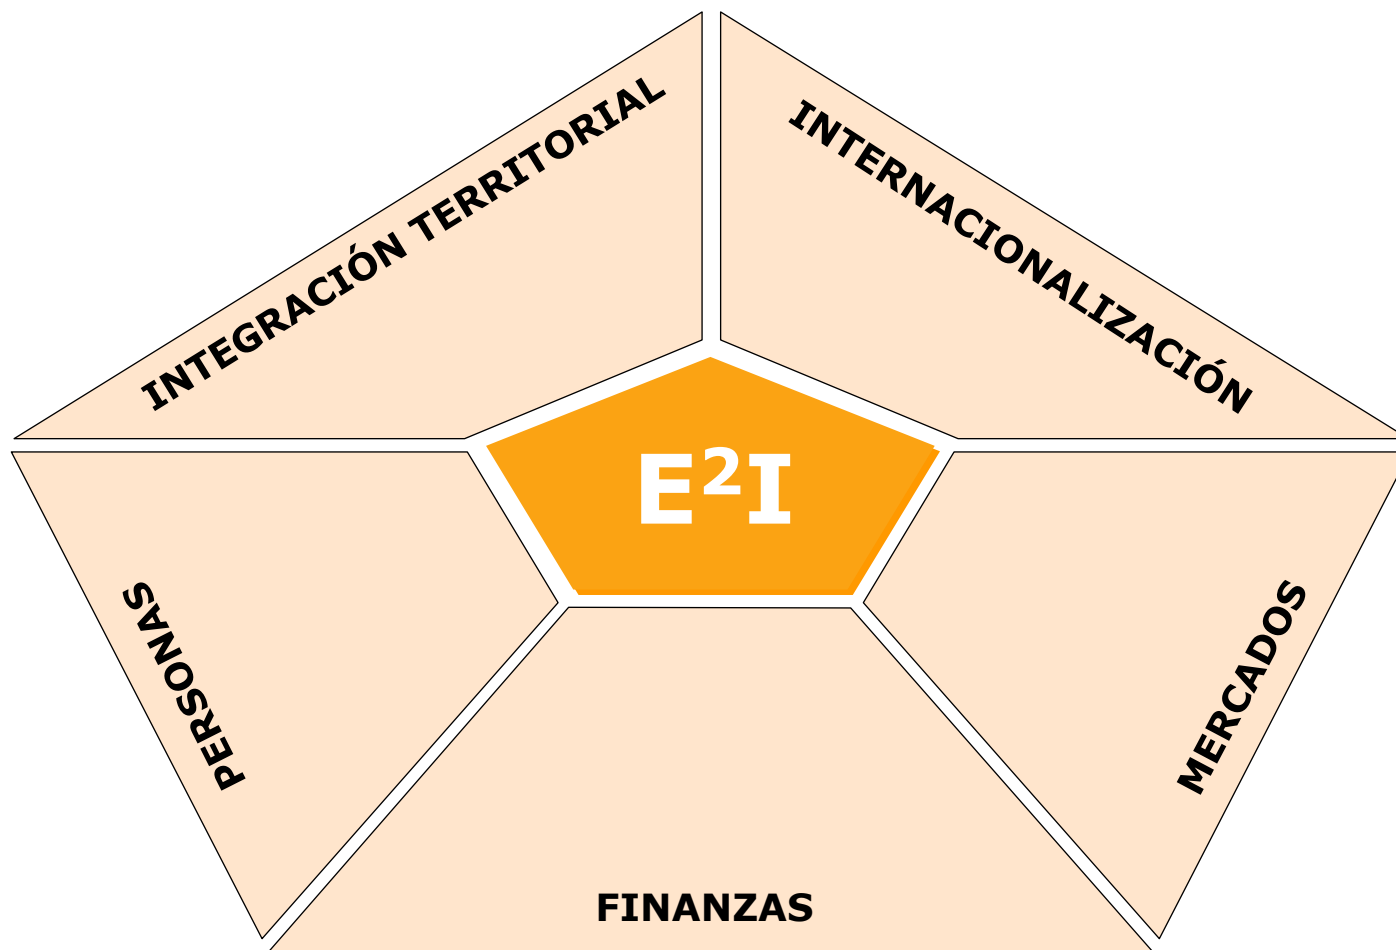 INTEGRACIÓN TERRITORIAL
INTERNACIONALIZACIÓN
E²I
PERSONAS
MERCADOS
FINANZAS